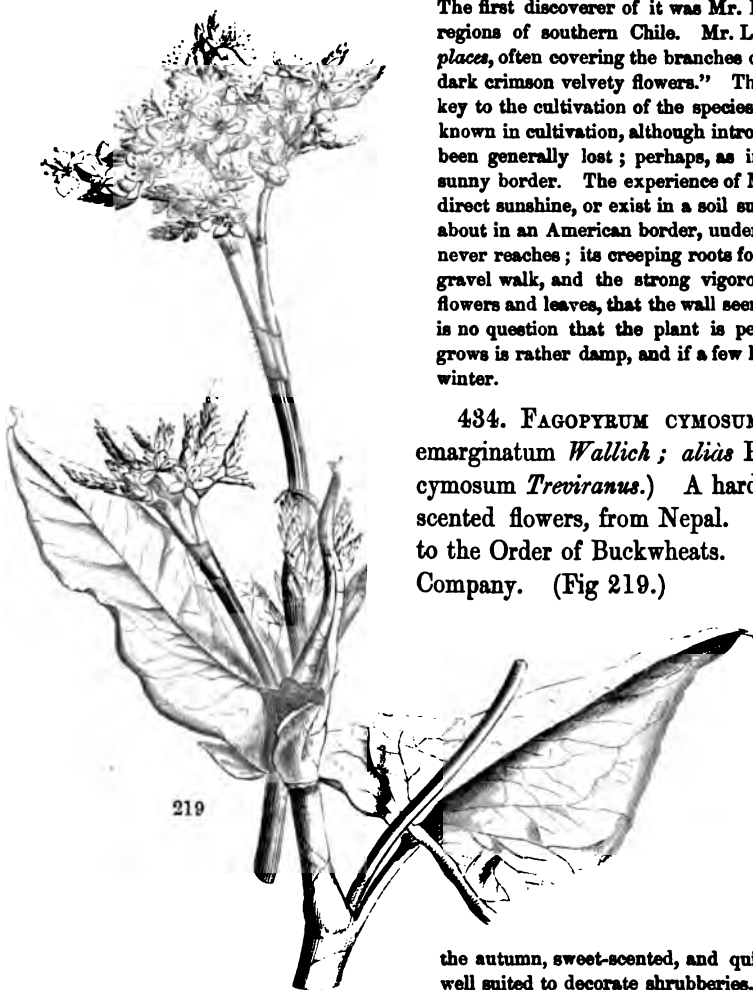 The first discoverer of it was Mr.
regions of southern Chile. Mr. L
places, often covering the branches
dark crimson velvety flowers.” Th
key to the cultivation of the species
known in cultivation, although intro
been generally lost ; perhaps, as i
sunny border. The experience of
direct sunshine, or exist in a soil su
about in an American border, under
never reaches ; its creeping roots fo
gravel walk, and the strong vigoro
flowers and leaves, that the wall seen
is no question that the plant is pe
grows is rather damp, and if a few
winter.
434. FAGOPYRUM CYMOSUM
emarginatum Wallich ; aliàs
cymosum Treviranus.) A hard
scented flowers, from Nepal.
to the Order of Buckwheats.
Company. (Fig 219.)
219
the autumn, sweet-scented, and qui
well suited to decorate shrubberies.